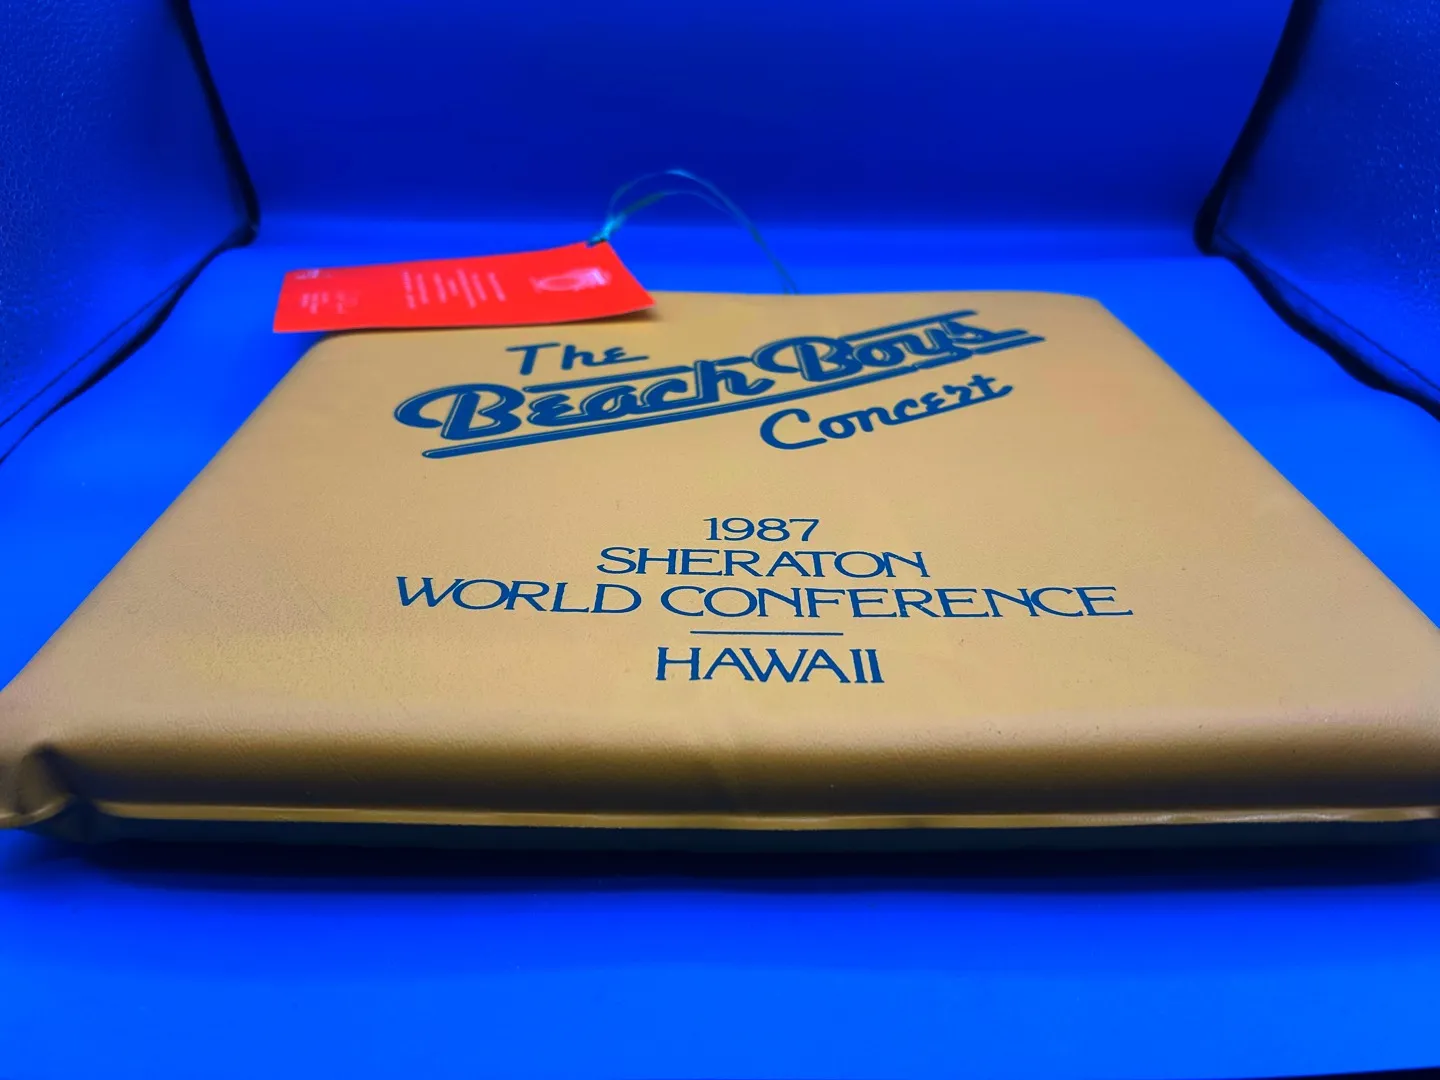 The
Beach Boys
Concert
1987
SHERATON
WORLD CONFERENCE
HAWAII